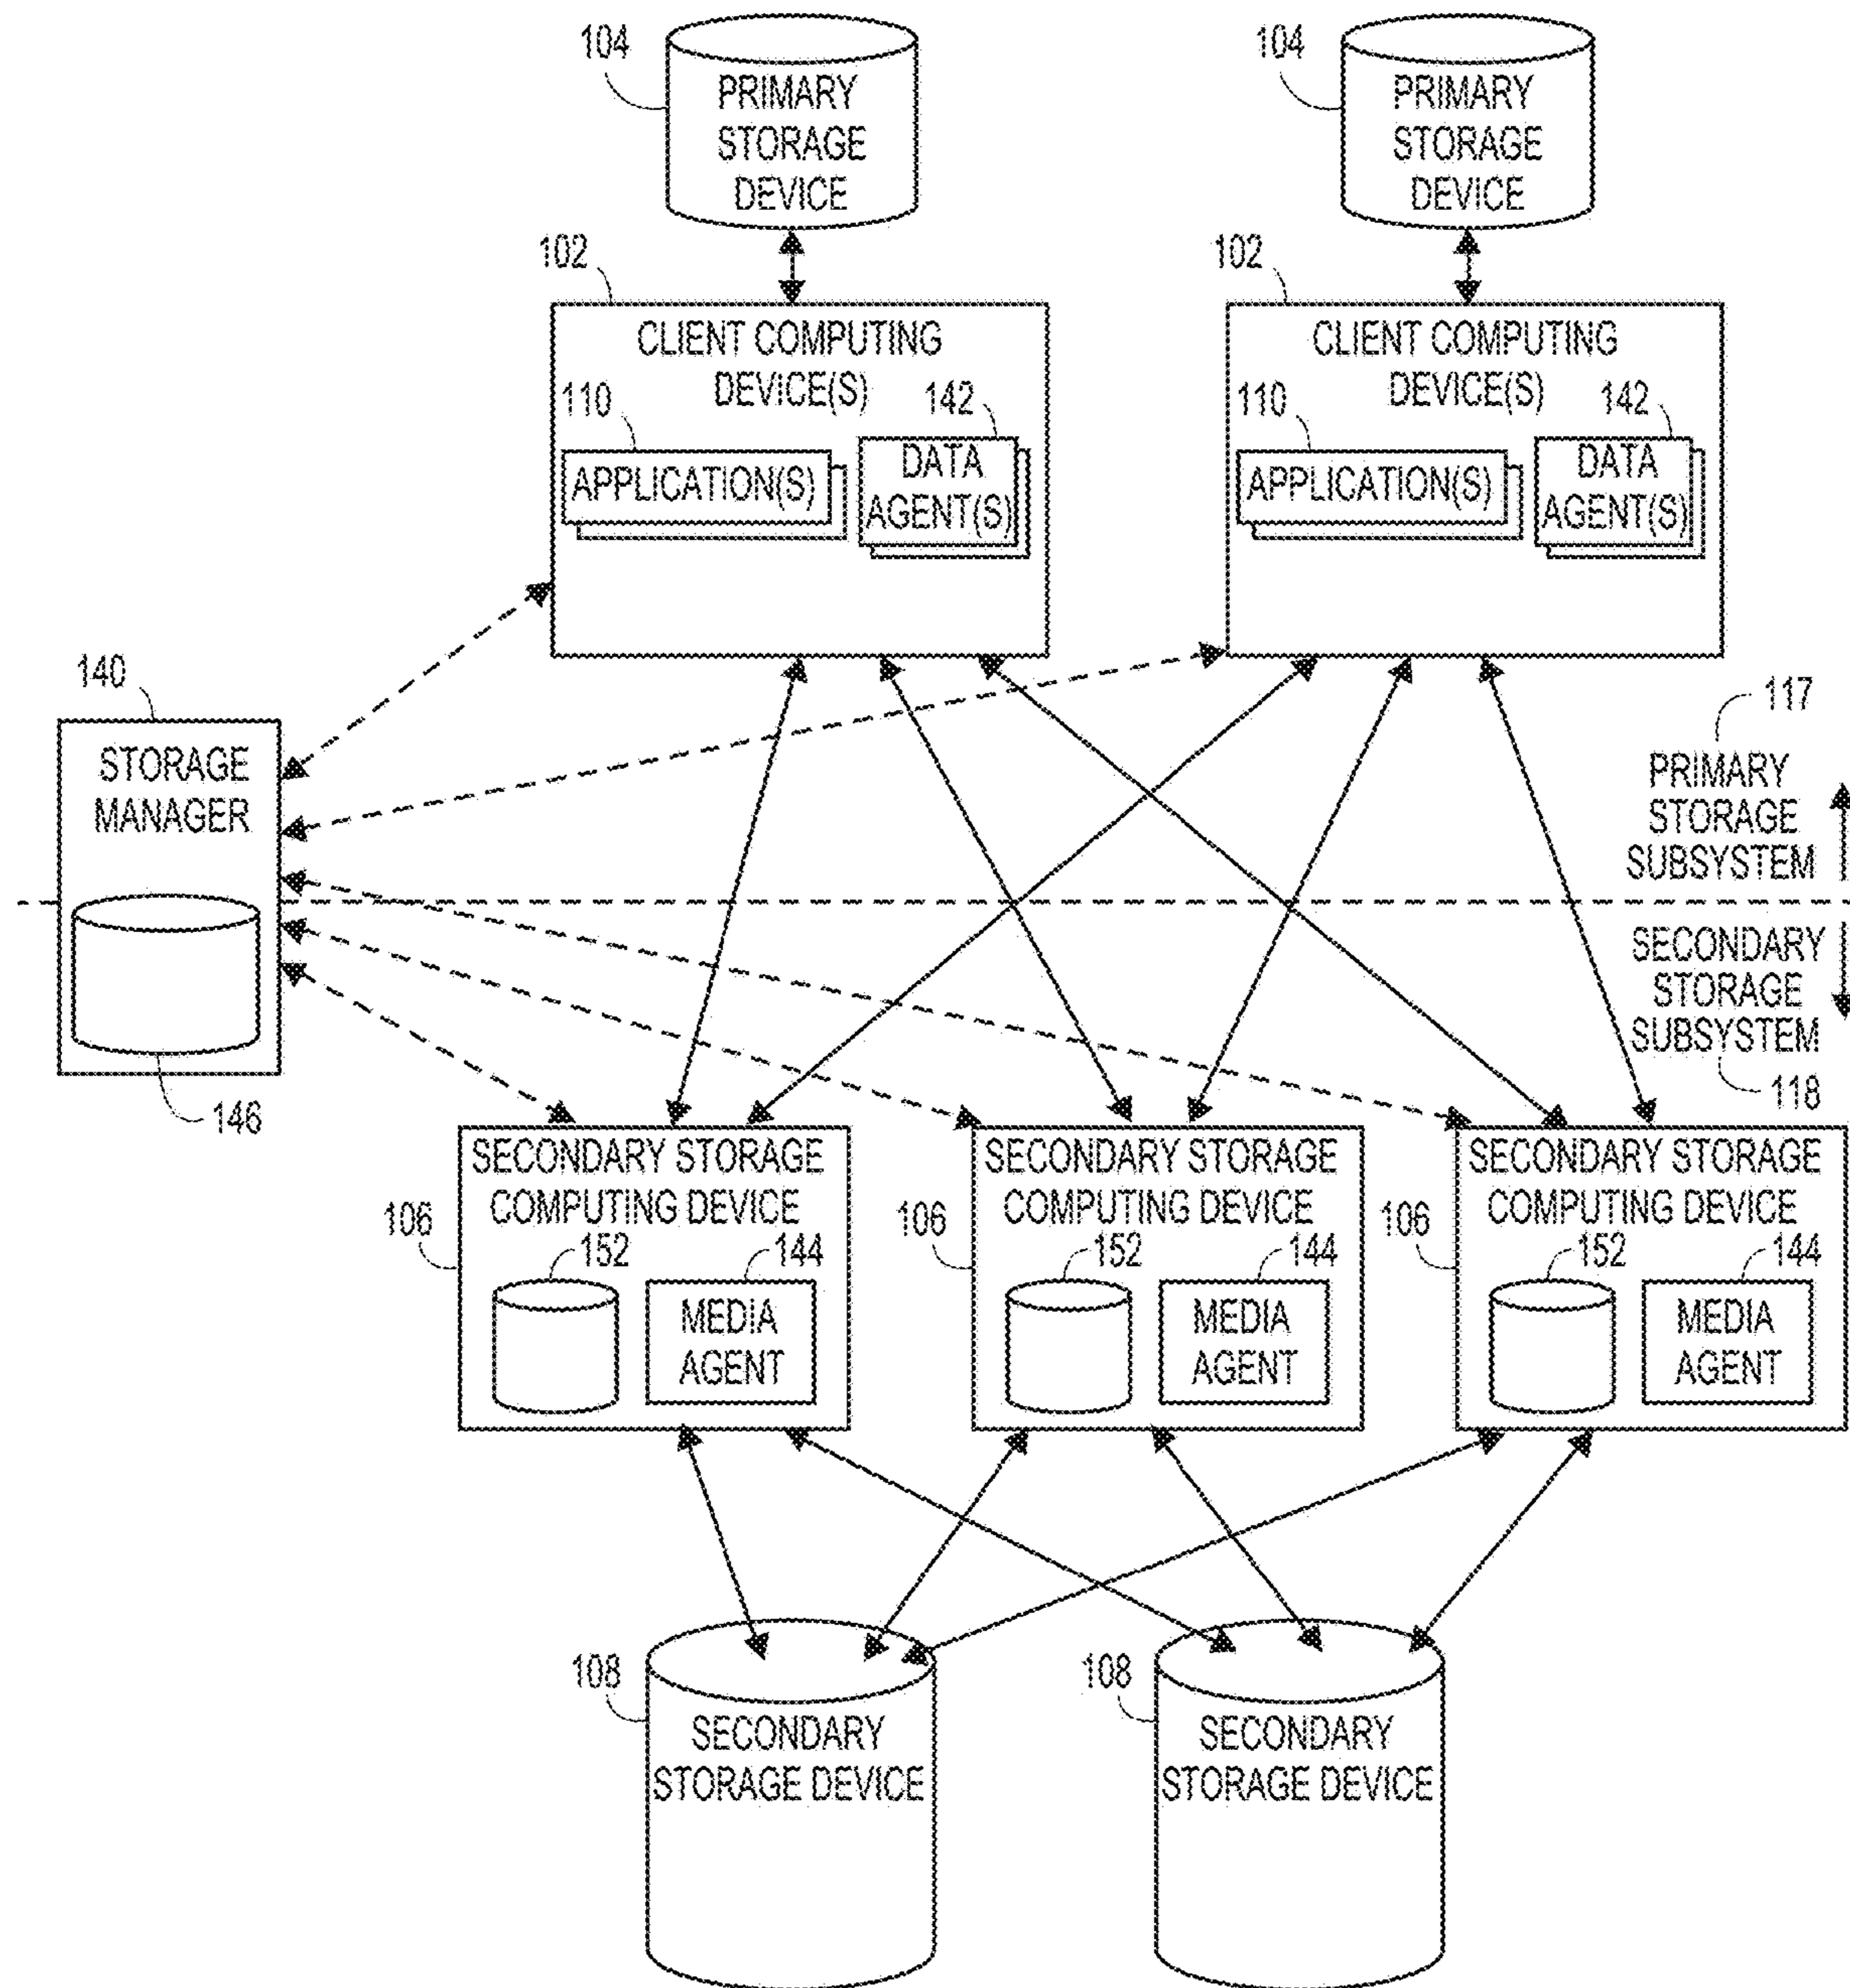 104
104
PRIMARY
STORAGE
DEVICE
PRIMARY
STORAGE
DEVICE
102
102
CLIENT COMPUTING
DEVICE(S)
CLIENT COMPUTING
DEVICE(S)
110
142
110
142
APPLICATION(S)
DATA
AGENT(S)
APPLICATION(S)
DATA
AGENT(S)
140
STORAGE
MANAGER
146
117
PRIMARY
STORAGE
SUBSYSTEM
SECONDARY
STORAGE
SUBSYSTEM
118
106
SECONDARY STORAGE
COMPUTING DEVICE
152
144
MEDIA
AGENT
106
SECONDARY STORAGE
COMPUTING DEVICE
152
144
MEDIA
AGENT
106
SECONDARY STORAGE
COMPUTING DEVICE
152
144
MEDIA
AGENT
108
SECONDARY
STORAGE DEVICE
108
SECONDARY
STORAGE DEVICE